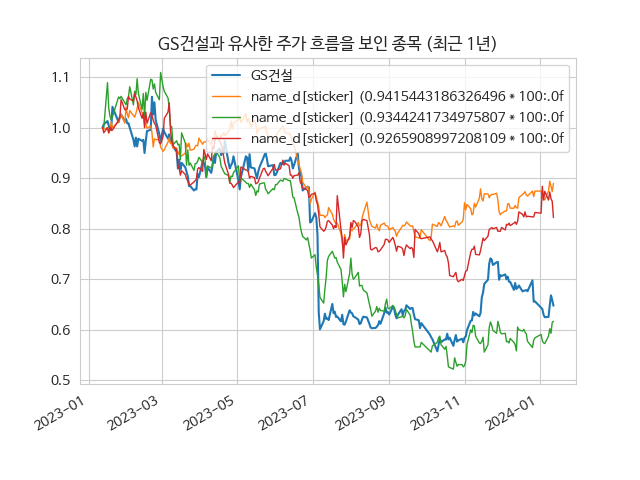 GS건설과 유사한 주가 흐름을 보인 종목 (최근 1년)
GS건설
name_d[sticker] (0.9415443186326496 * 100:.0f
name_d[sticker] (0.9344241734975807 * 100:.0f
name_d[sticker] (0.9265908997208109 * 100:.0f
1.1
1.0
0.9
0.8
0.7
0.6
0.5
2023-01
2023-03
2023-05
2023-07
2023-09
2023-11
2024-01